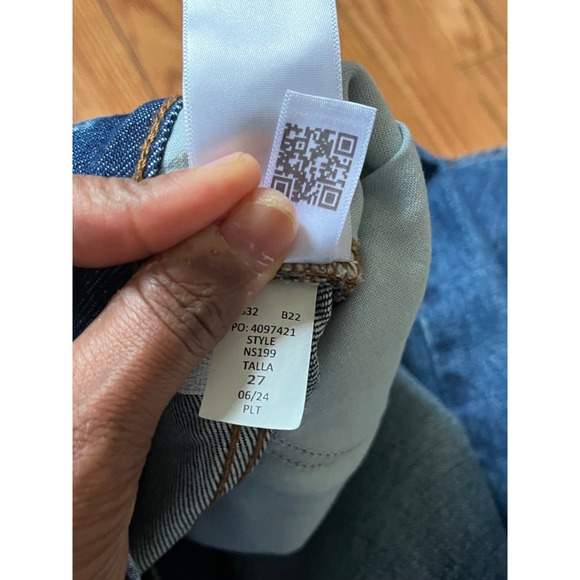 B22
PO: 4097421
STYLE
NS199
TALLA
27
06/24
PLT